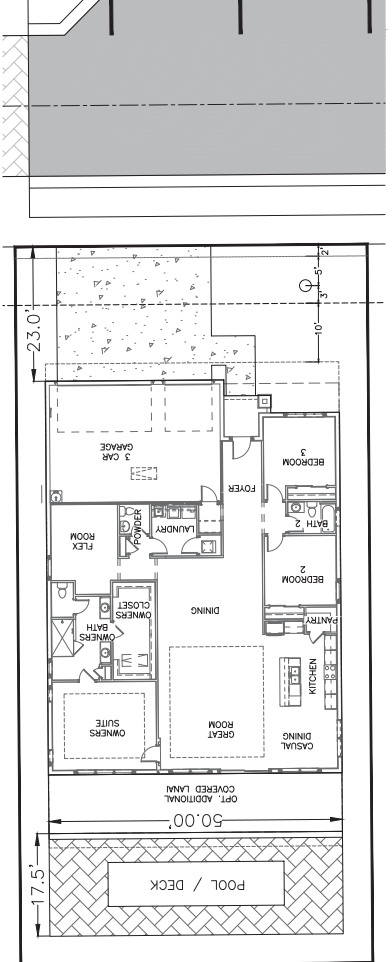 2'
5'
3'
10'
23.0'
3 CAR
GARAGE
FOYER
BEDROOM
3
BATH
2
POWDER
LAUNDRY
FLEX
ROOM
OWNERS
BATH
OWNERS
CLOSET
DINING
BEDROOM
2
PANTRY
KITCHEN
OWNERS
SUITE
GREAT
ROOM
CASUAL
DINING
OPT. ADDITIONAL
COVERED LANAI
50.00'
17.5'
POOL / DECK